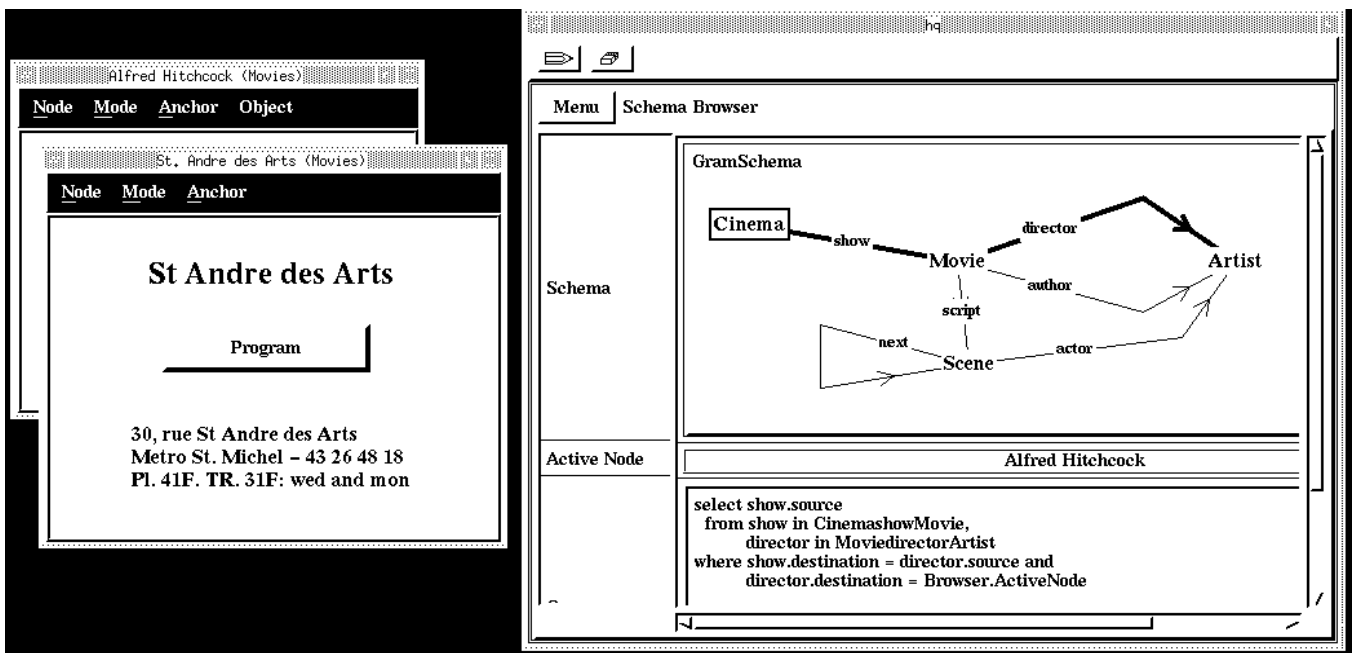 Alfred Hitchcock (Movies)
Node Mode Anchor Object
St. Andre des Arts (Movies)
Node Mode Anchor
St Andre des Arts
Program
30, rue St Andre des Arts
Metro St. Michel – 43 26 48 18
Pl. 41F. TR. 31F: wed and mon
hq
Menu Schema Browser
Schema
GramSchema
Cinema
show
Movie
director
Artist
author
script
next
Scene
actor
Active Node
Alfred Hitchcock
select show.source
from show in CinemashowMovie,
director in MoviedirectorArtist
where show.destination = director.source and
director.destination = Browser.ActiveNode